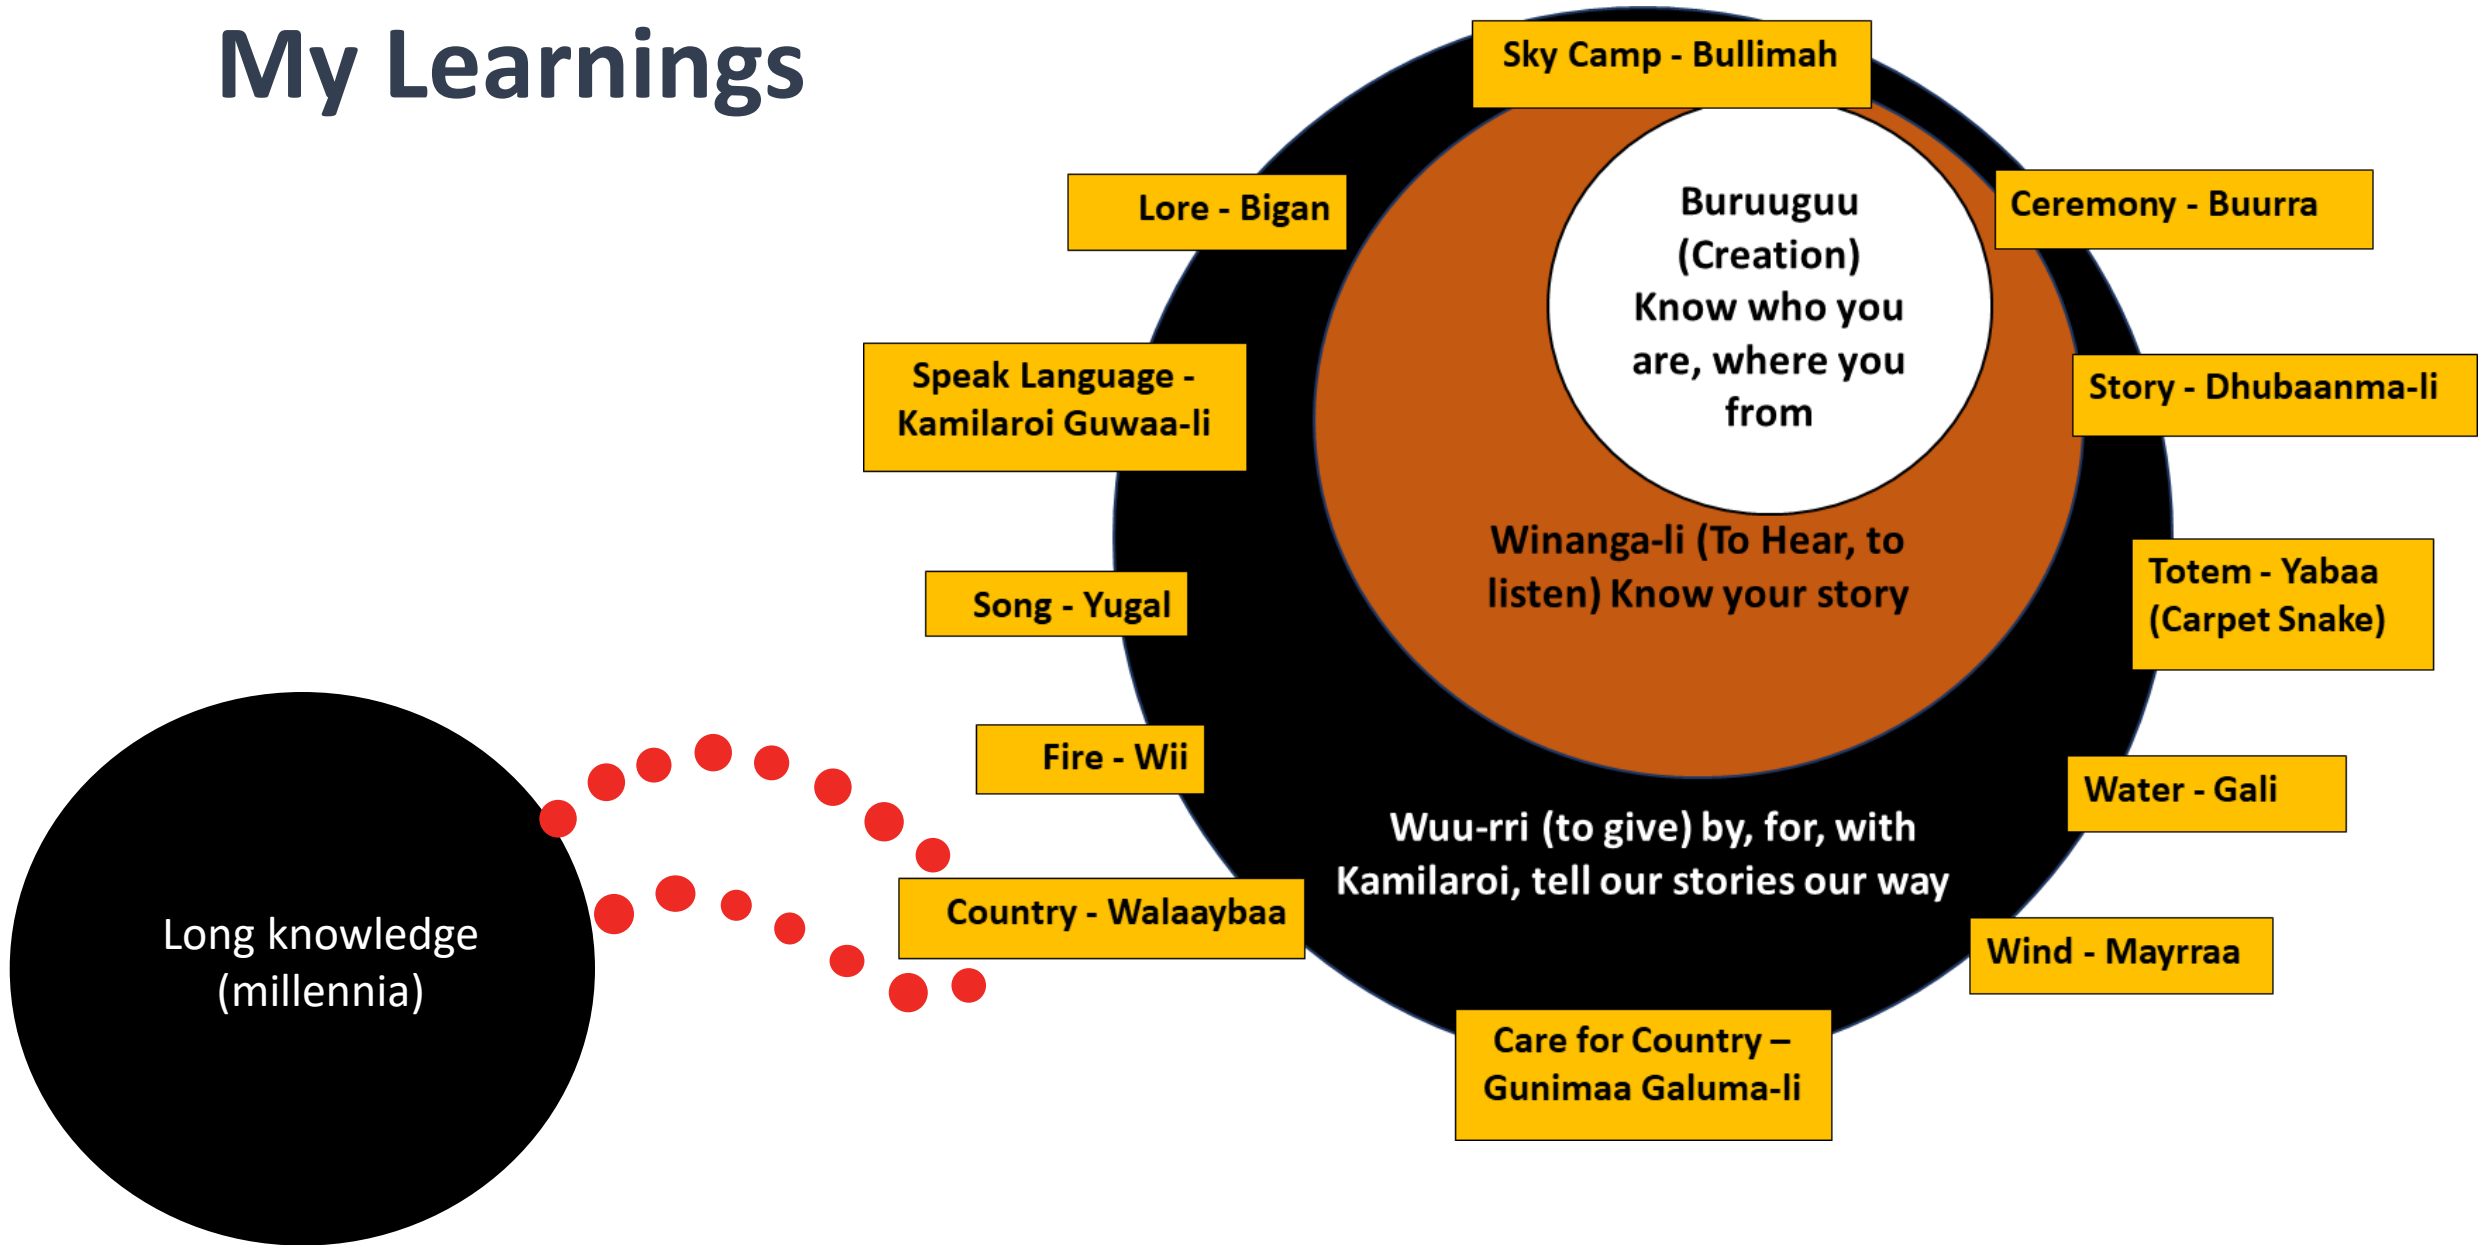 My Learnings
Sky Camp - Bullimah
Lore - Bigan
Ceremony - Buurra
Buruuguu
(Creation)
Know who you
are, where you
from
Speak Language -
Kamilaroi Guwaa-li
Story - Dhubaanma-li
Winanga-li (To Hear, to
listen) Know your story
Song - Yugal
Totem - Yabaa
(Carpet Snake)
Fire - Wii
Water - Gali
Wuu-rri (to give) by, for, with
Kamilaroi, tell our stories our way
Country - Walaaybaa
Wind - Mayrraa
Long knowledge
(millennia)
Care for Country –
Gunimaa Galuma-li